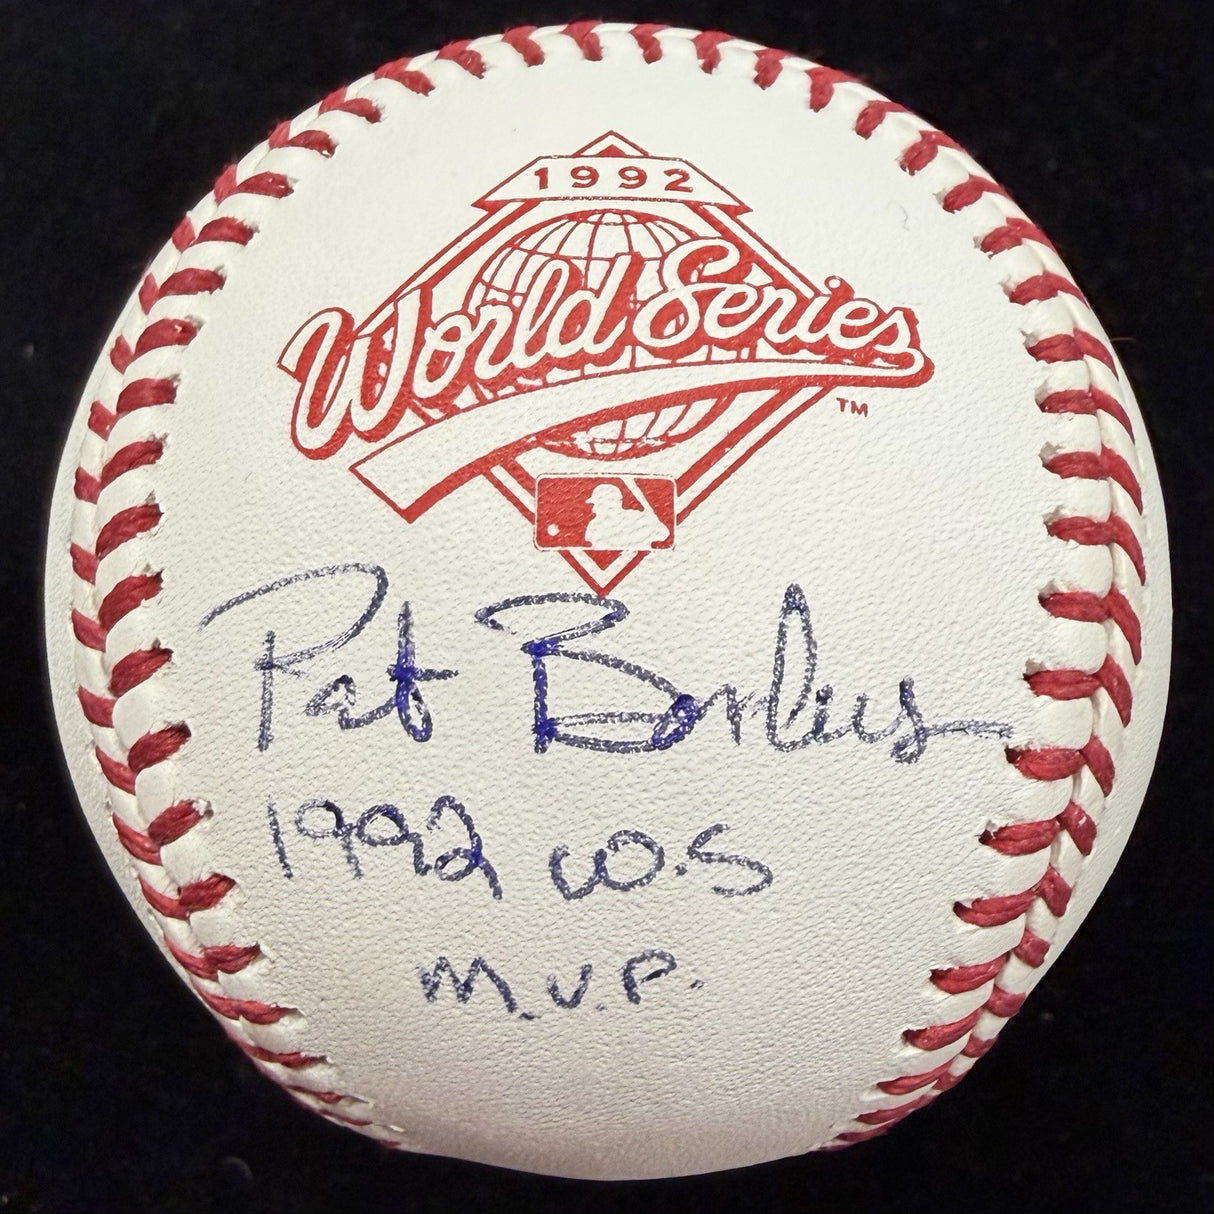 1992
World Series
TM
Pat Borders
1992 W.S
M.V.P.